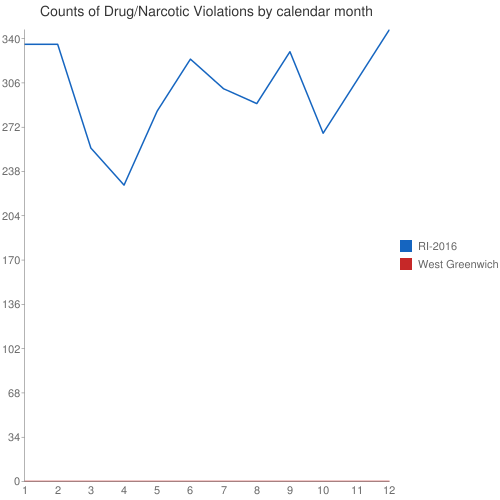 Counts of Drug/Narcotic Violations by calendar month
340
306
272
238
204
170
136
102
68
34
0
1 2 3 4 5 6 7 8 9 10 11 12
RI-2016
West Greenwich